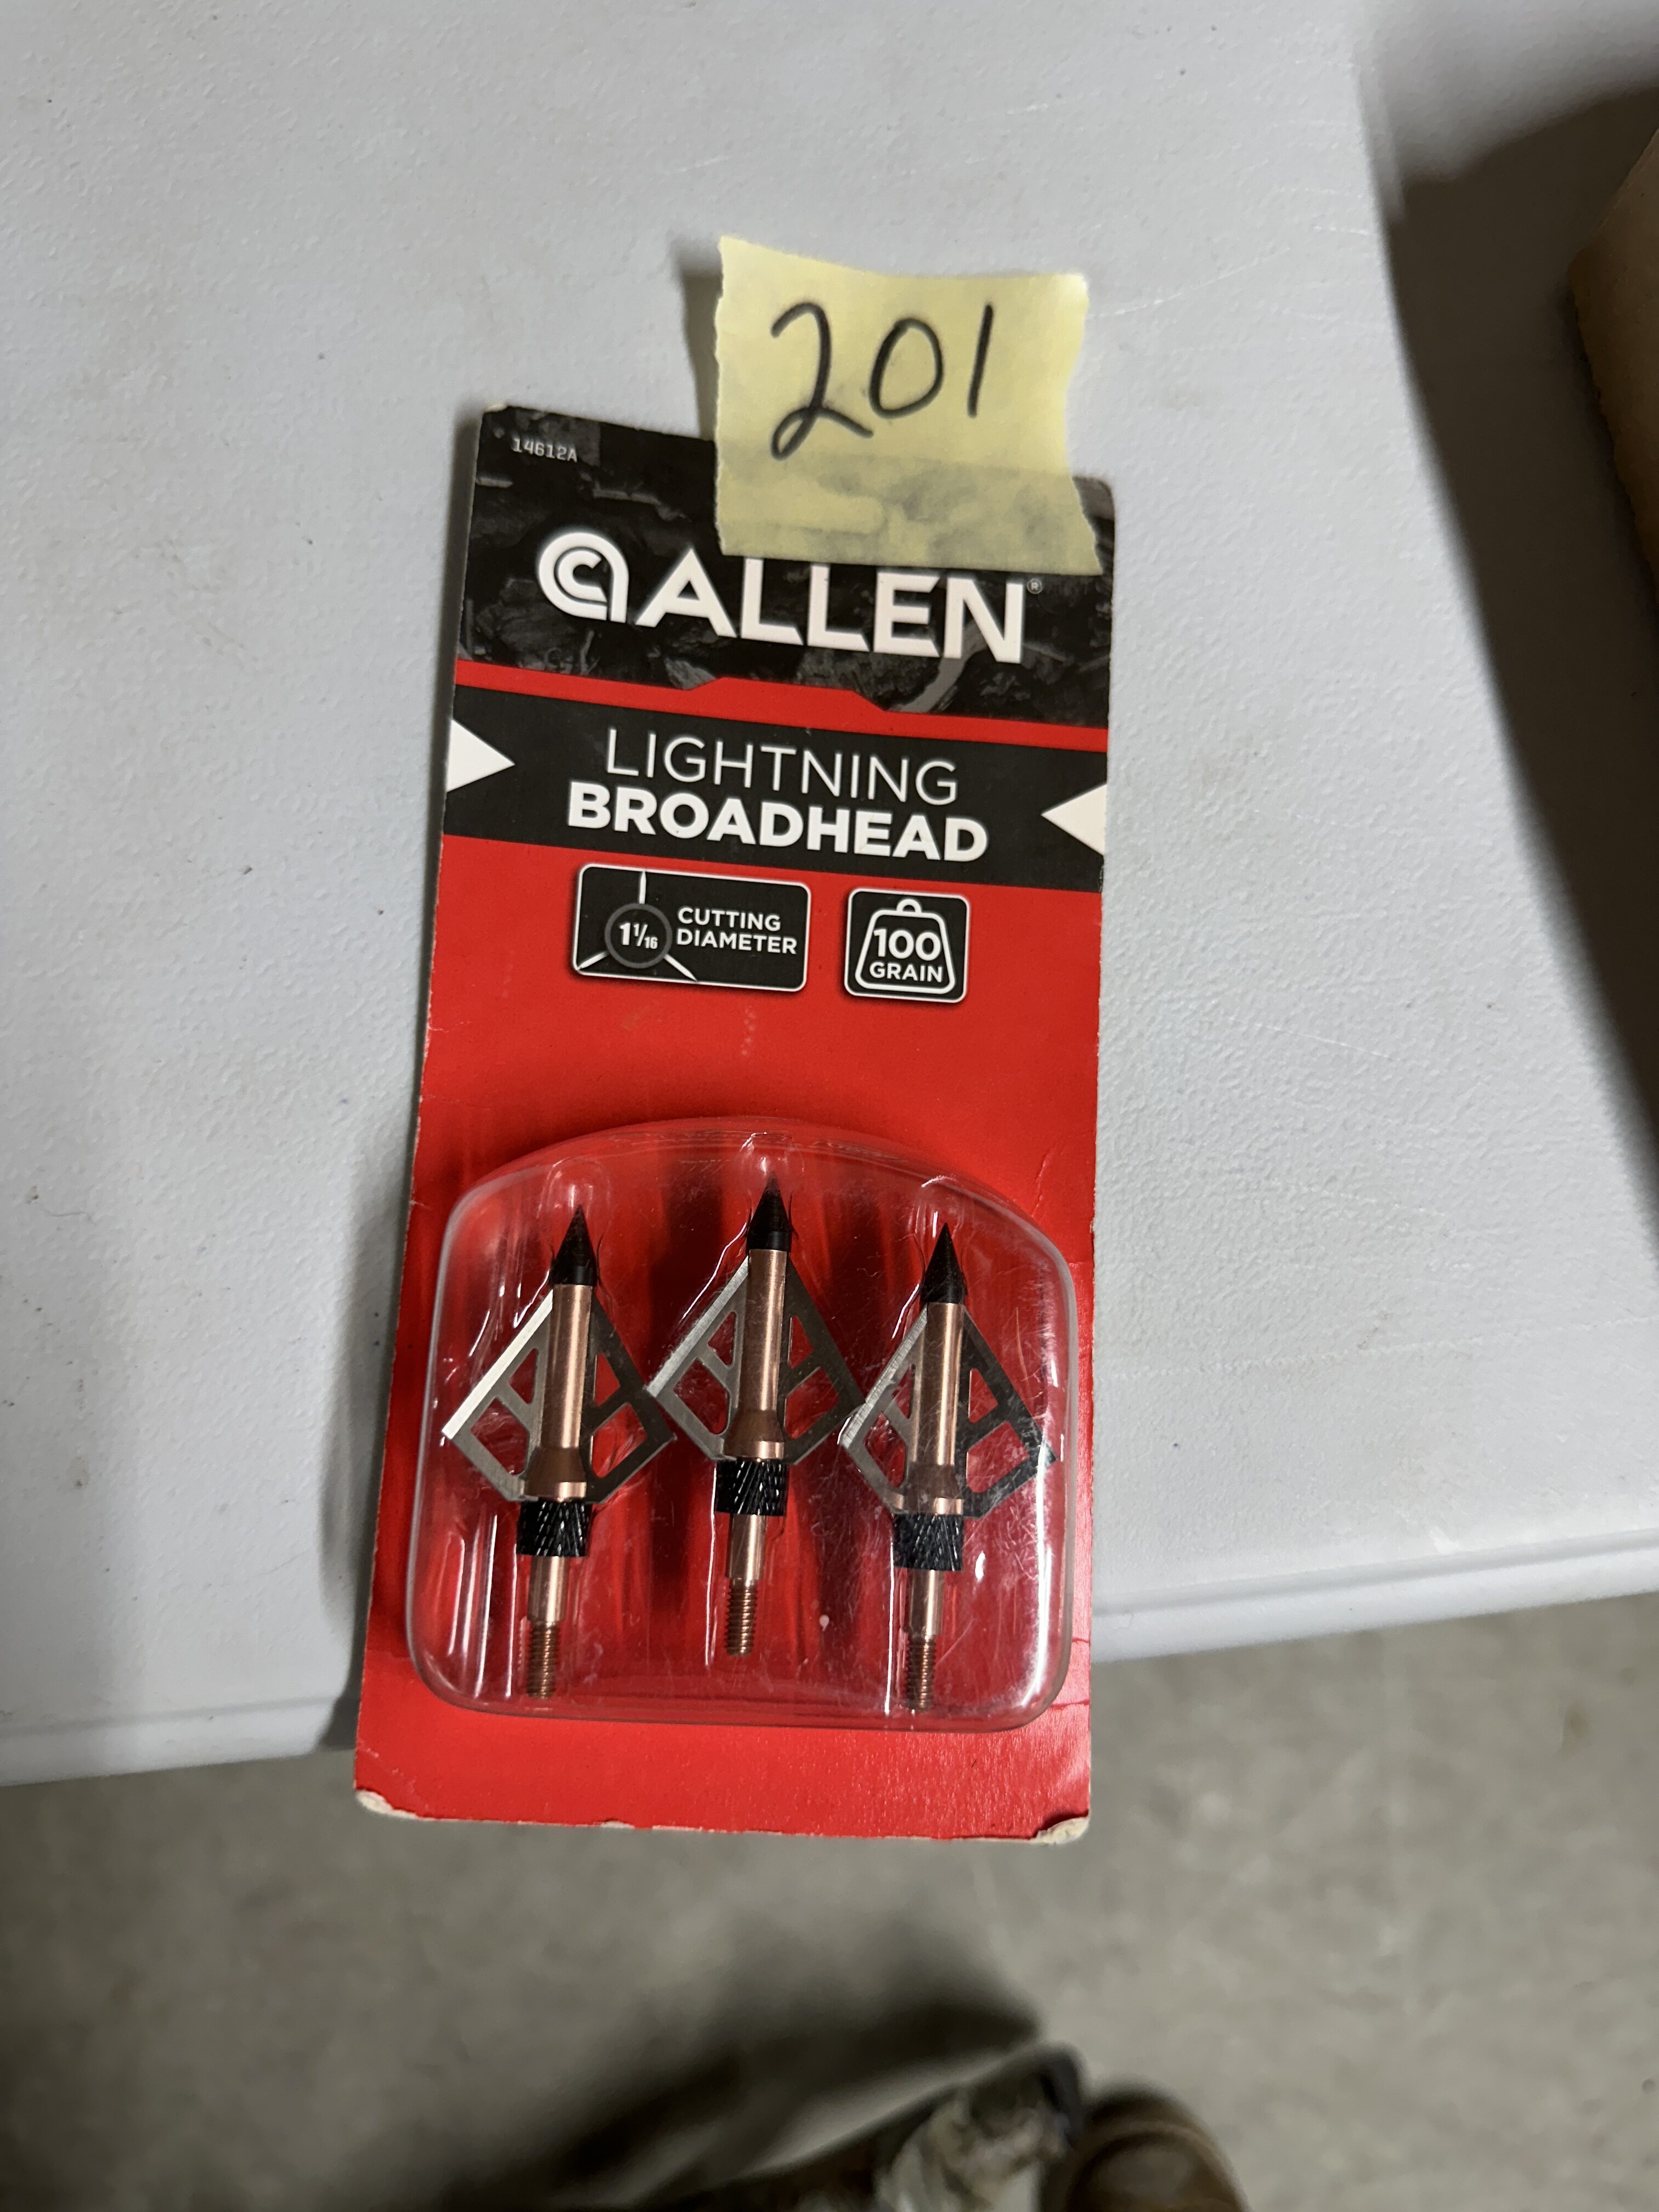 201
14612A
ALLEN®
LIGHTNING
BROADHEAD
1 1/16
CUTTING
DIAMETER
100
GRAIN